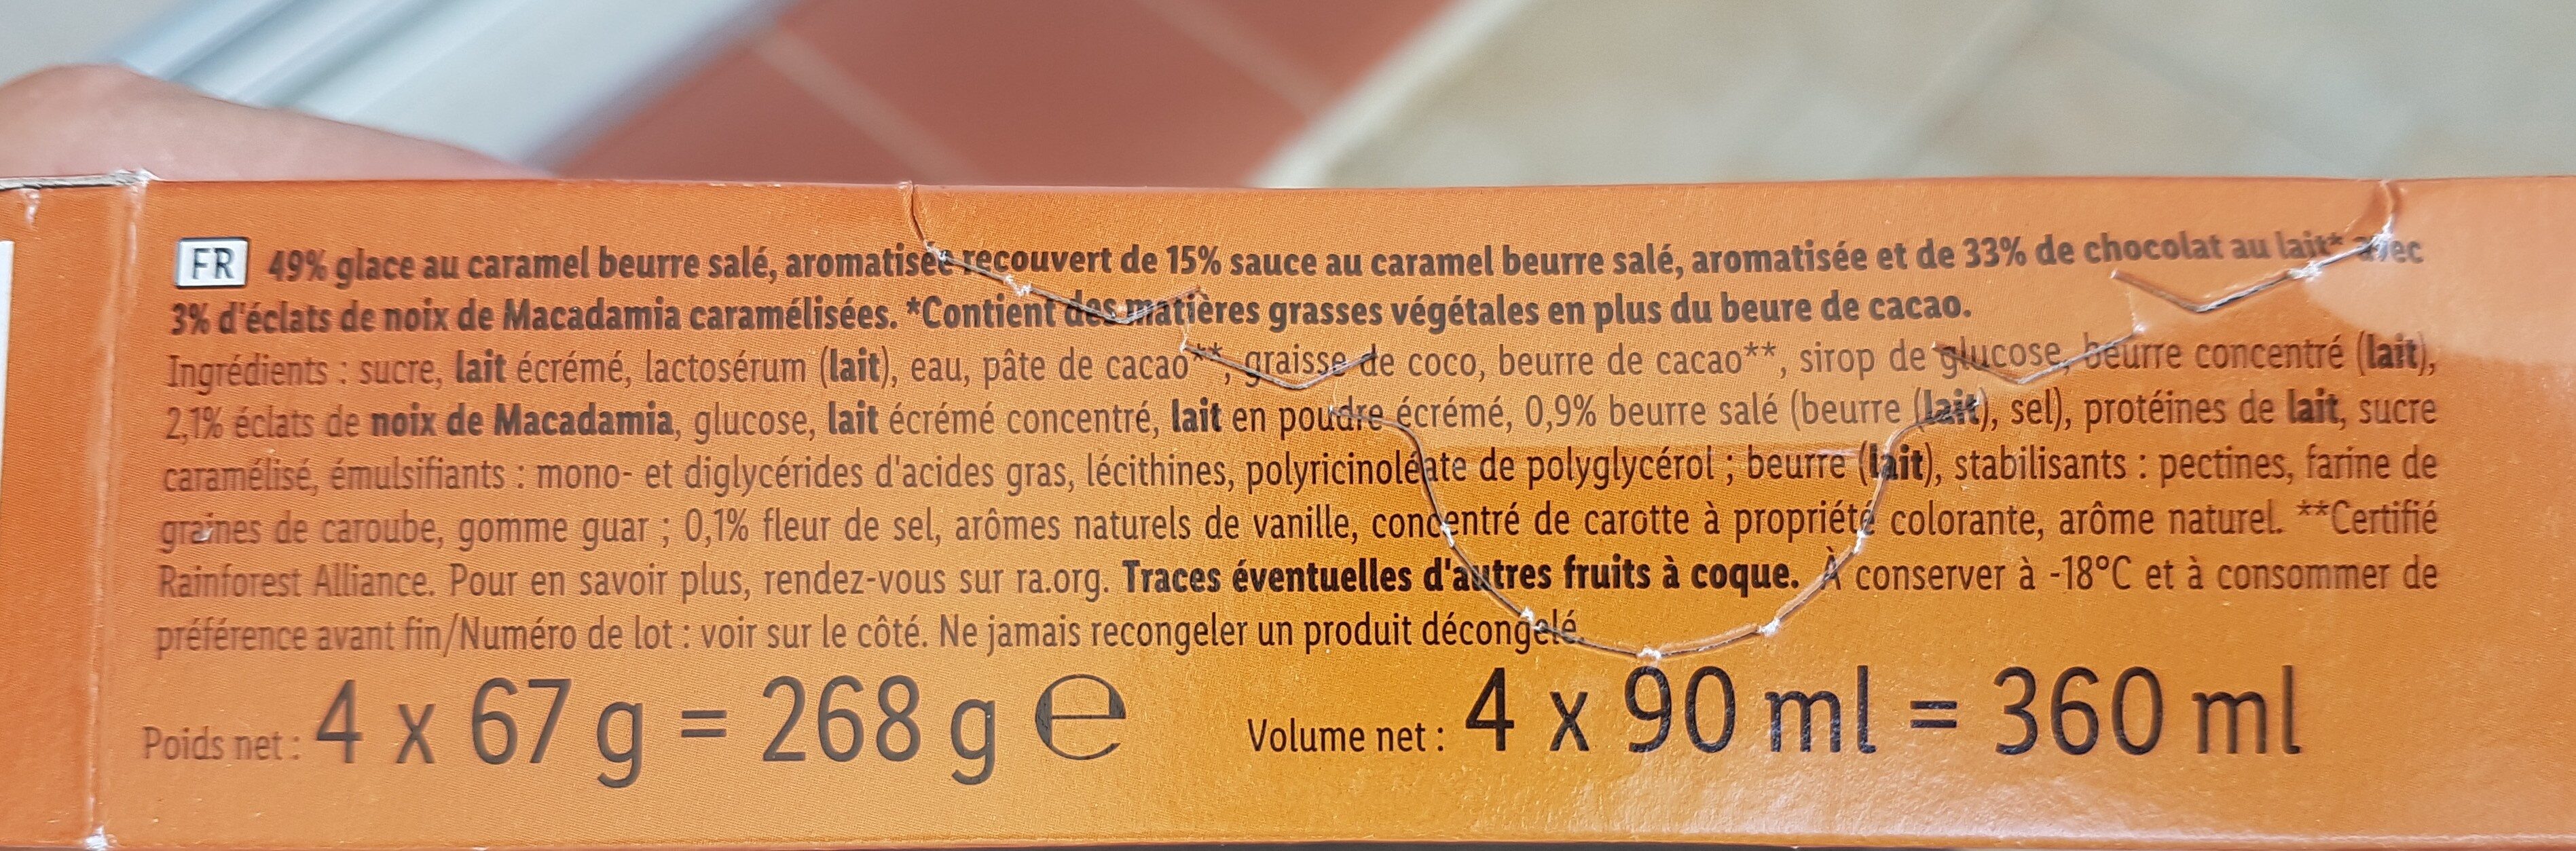 FR 49% glace au caramel beurre salé, aromatisée recouvert de 15% sauce au caramel beurre salé, aromatisée et de 33% de chocolat au lait* avec
3% d'éclats de noix de Macadamia caramélisées. *Contient des matières grasses végétales en plus du beure de cacao.
Ingrédients : sucre, lait écrémé, lactosérum (lait), eau, pâte de cacao**, graisse de coco, beurre de cacao**, sirop de glucose, beurre concentré (lait),
2,1% éclats de noix de Macadamia, glucose, lait écrémé concentré, lait en poudre écrémé, 0,9% beurre salé (beurre (lait), sel), protéines de lait, sucre
caramélisé, émulsifiants : mono- et diglycérides d'acides gras, lécithines, polyricinoléate de polyglycérol ; beurre (lait), stabilisants : pectines, farine de
graines de caroube, gomme guar ; 0,1% fleur de sel, arômes naturels de vanille, concentré de carotte à propriété colorante, arôme naturel. **Certifié
Rainforest Alliance. Pour en savoir plus, rendez-vous sur ra.org. Traces éventuelles d'autres fruits à coque. À conserver à -18°C et à consommer de
préférence avant fin/Numéro de lot : voir sur le côté. Ne jamais recongeler un produit décongelé.
Poids net : 4 x 67 g = 268 g ℮ Volume net : 4 x 90 ml = 360 ml